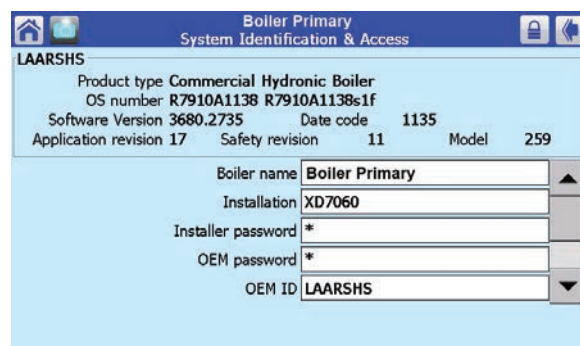 Boiler Primary
System Identification & Access
LAARSHS
Product type Commercial Hydronic Boiler
OS number R7910A1138 R7910A1138s1f
Software Version 3680.2735 Date code 1135
Application revision 17 Safety revision 11 Model 259
Boiler name Boiler Primary
Installation XD7060
Installer password *
OEM password *
OEM ID LAARSHS